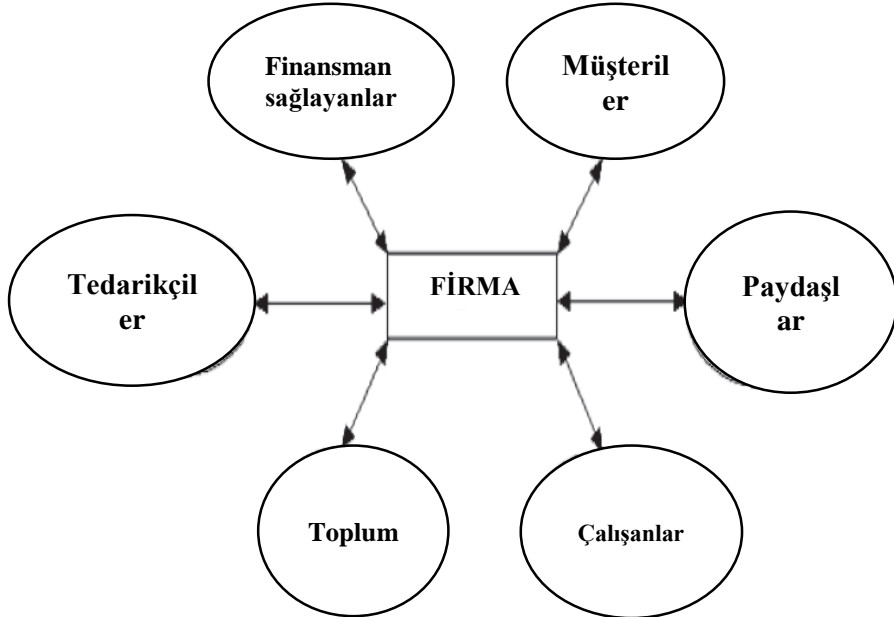 Finansman
sağlayanlar
Müşteril
er
Tedarikçil
er
FİRMA
Paydaşl
ar
Toplum
Çalışanlar